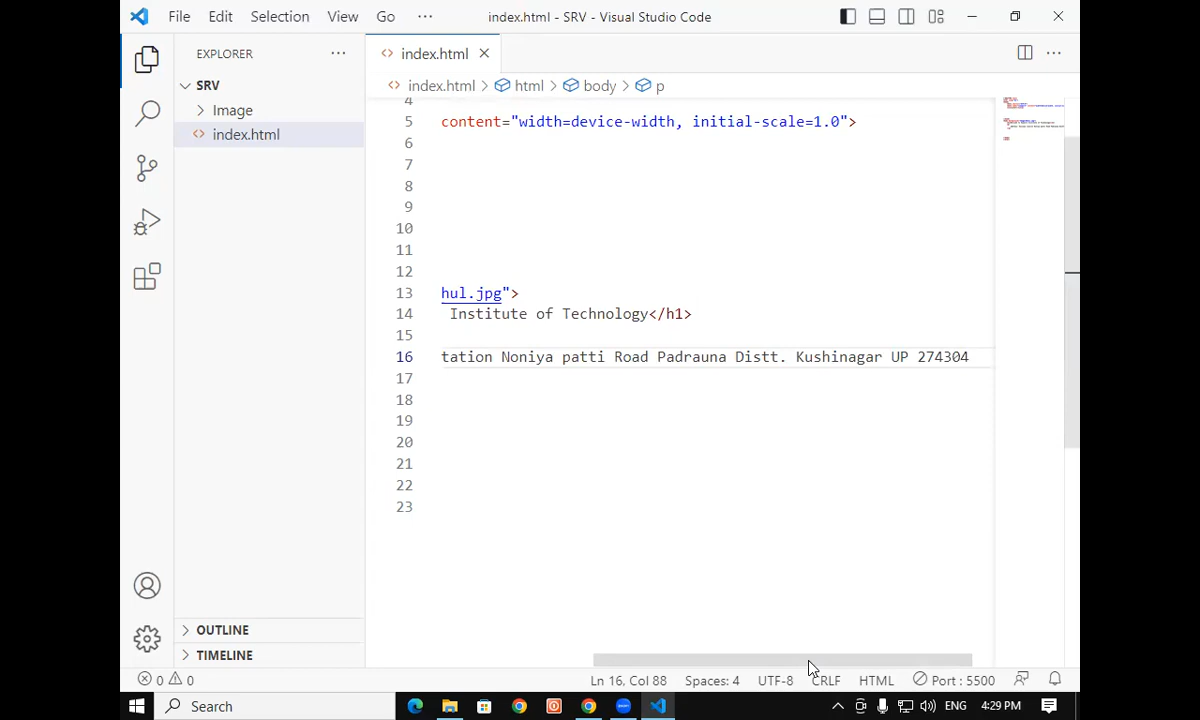 File Edit Selection View Go ··· index.html - SRV - Visual Studio Code
EXPLORER ···
index.html
index.html > html > body > p
SRV
Image
index.html
4
5 content="width=device-width, initial-scale=1.0">
6
7
8
9
10
11
12
13 hul.jpg">
14 Institute of Technology</h1>
15
16 tation Noniya patti Road Padrauna Distt. Kushinagar UP 274304
17
18
19
20
21
22
23
OUTLINE
TIMELINE
0 0 Ln 16, Col 88 Spaces: 4 UTF-8 CRLF HTML Port : 5500
Search ENG 4:29 PM